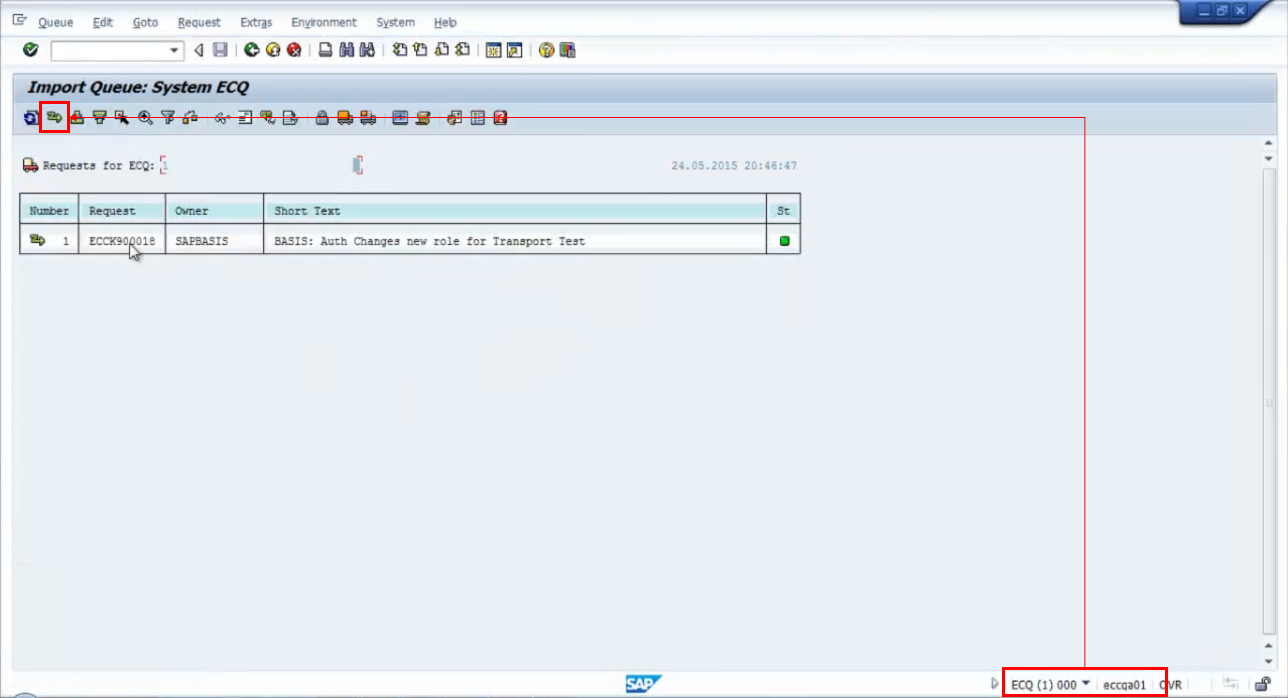 Queue Edit Goto Request Extras Environment System Help
Import Queue: System ECQ
Requests for ECQ: 1 24.05.2015 20:46:47
Number Request Owner Short Text St
1 ECCK900018 SAPBASIS BASIS: Auth Changes new role for Transport Test
SAP ECQ (1) 000 eccqa01 OVR